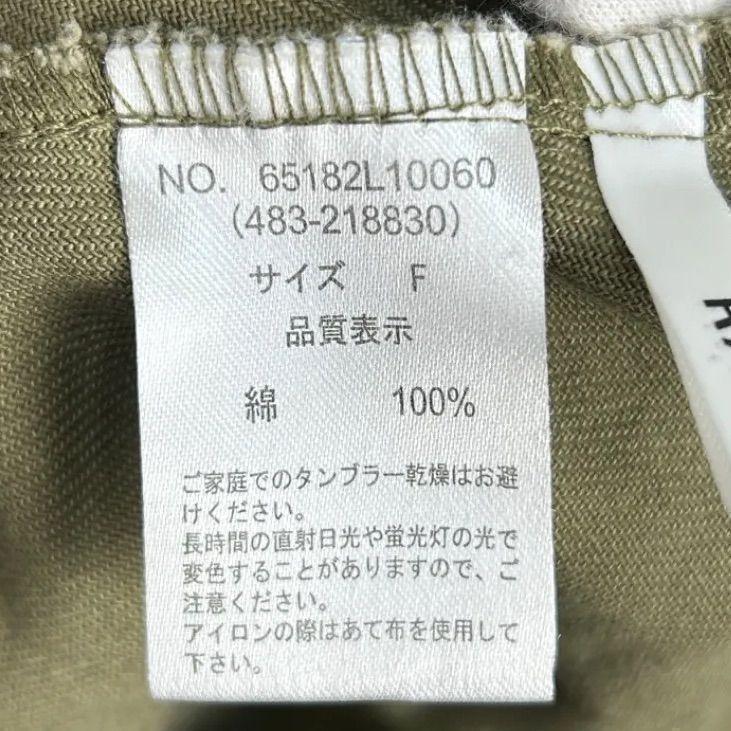 NO. 65182L10060
(483-218830)
サイズ F
品質表示
綿 100%
ご家庭でのタンブラー乾燥はお避
けください。
長時間の直射日光や蛍光灯の光で
変色することがありますので、ご
注意ください。
アイロンの際はあて布を使用して
下さい。